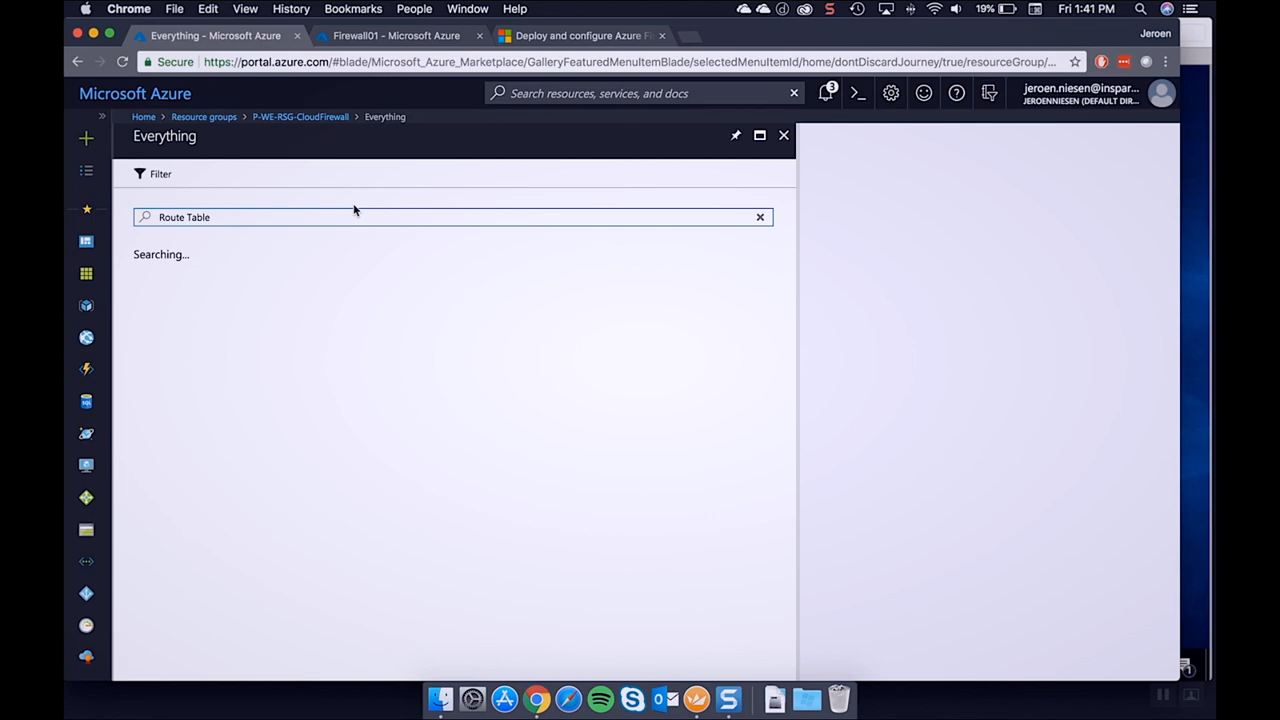 Chrome File Edit View History Bookmarks People Window Help 19% Fri 1:41 PM
Everything - Microsoft Azure Firewall01 - Microsoft Azure Deploy and configure Azure Fi Jeroen
Secure https://portal.azure.com/#blade/Microsoft_Azure_Marketplace/GalleryFeaturedMenuItemBlade/selectedMenuItemId/home/dontDiscardJourney/true/resourceGroup/...
Microsoft Azure Search resources, services, and docs 3 jeroen.niesen@inspar...
JEROENNIESEN (DEFAULT DIR...
Home > Resource groups > P-WE-RSG-CloudFirewall > Everything
Everything
Filter
Route Table
Searching...
SQL